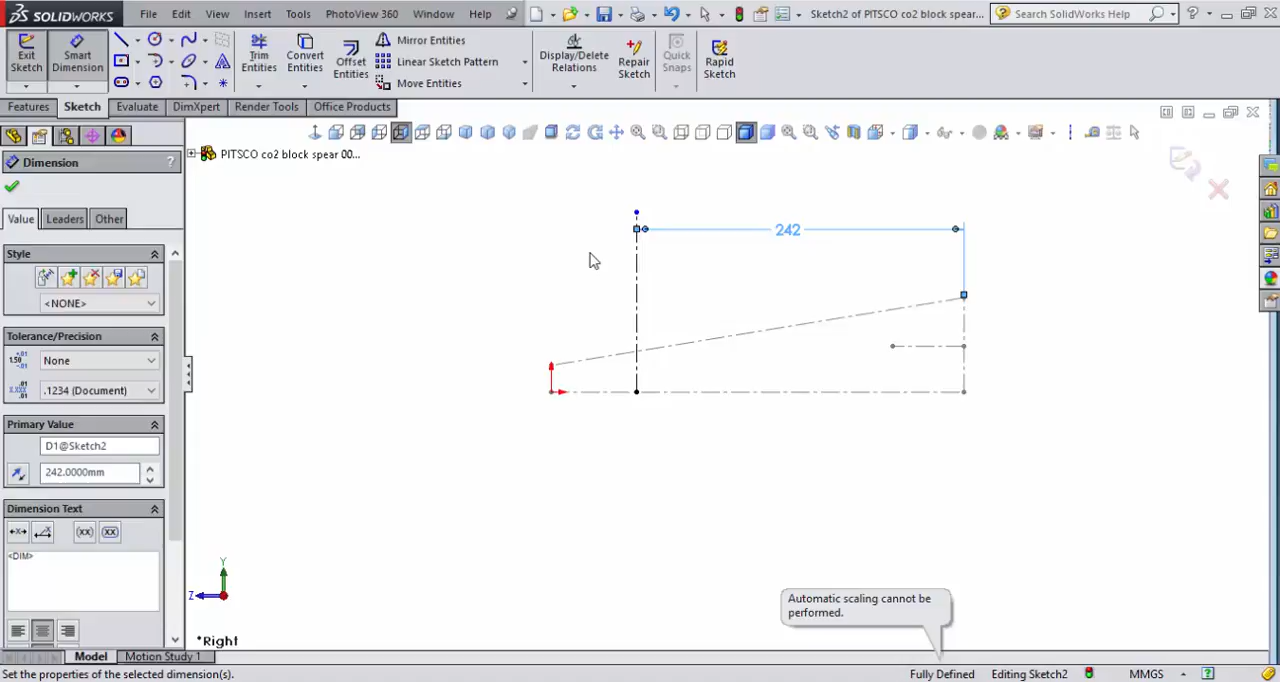 SOLIDWORKS File Edit View Insert Tools PhotoView 360 Window Help Sketch2 of PITSCO co2 block spear... Search SolidWorks Help
Exit Sketch
Smart Dimension
Trim Entities
Convert Entities
Offset Entities
Mirror Entities
Linear Sketch Pattern
Move Entities
Display/Delete Relations
Repair Sketch
Quick Snaps
Rapid Sketch
Features Sketch Evaluate DimXpert Render Tools Office Products
PITSCO co2 block spear 00...
Dimension ?
Value Leaders Other
Style
<NONE>
Tolerance/Precision
None
.1234 (Document)
Primary Value
D1@Sketch2
242.0000mm
Dimension Text
<DIM>
242
Y
Z
*Right
Automatic scaling cannot be
performed.
Model Motion Study 1
Set the properties of the selected dimension(s). Fully Defined Editing Sketch2 MMGS